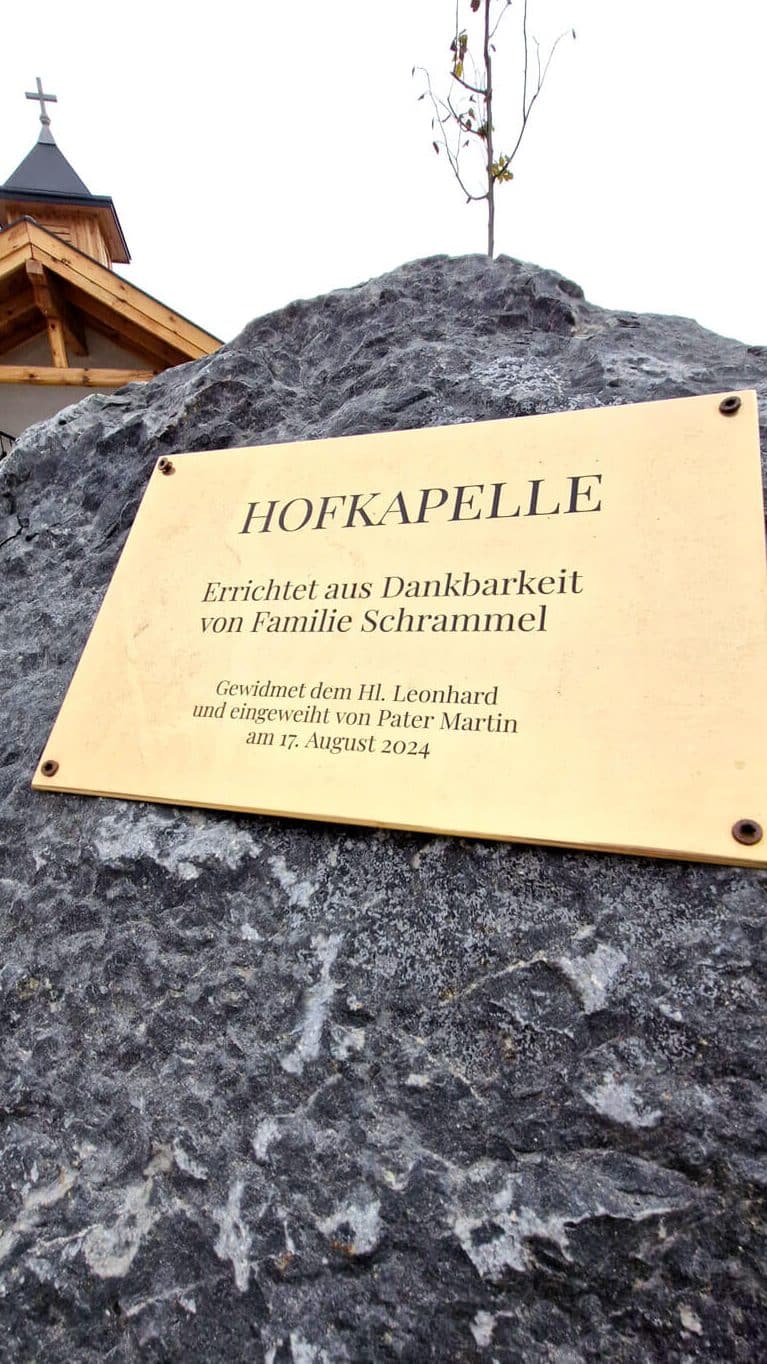 HOFKAPELLE
Errichtet aus Dankbarkeit
von Familie Schrammel
Gewidmet dem Hl. Leonhard
und eingeweiht von Pater Martin
am 17. August 2024